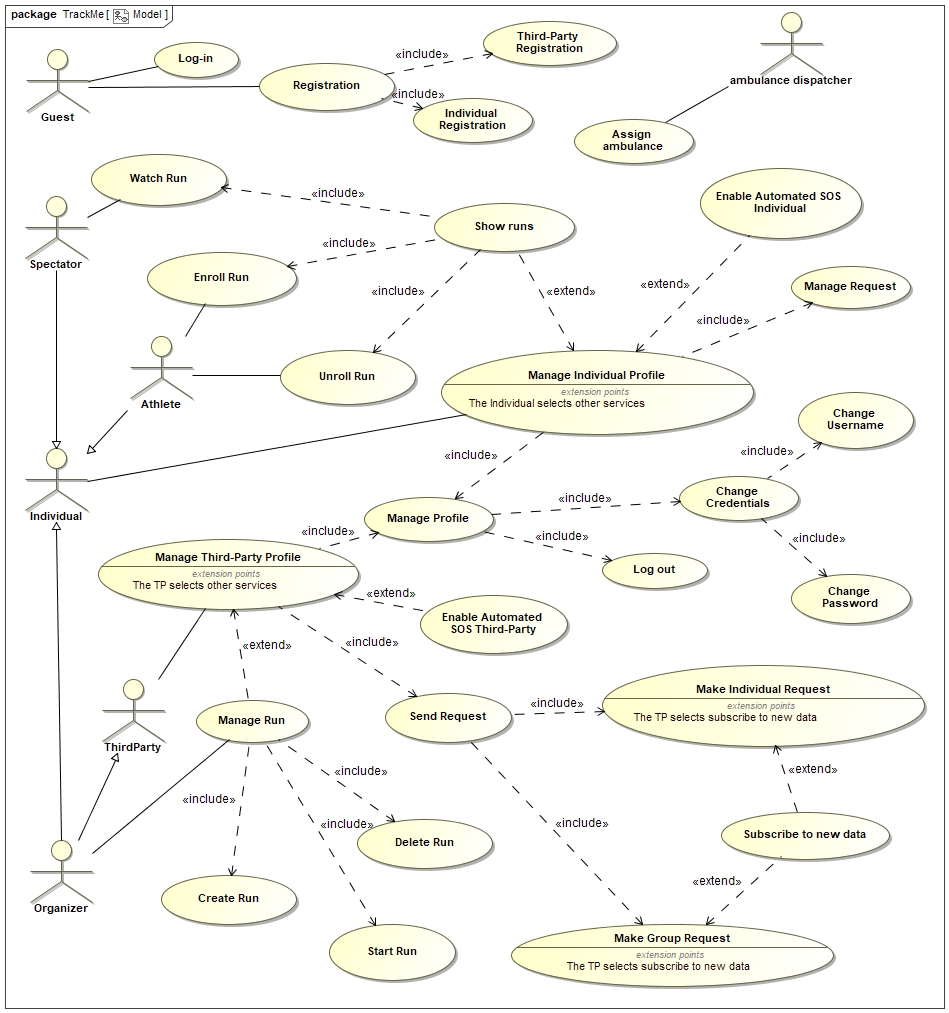 package TrackMe [ Model ]
Log-in
Third-Party
Registration
«include»
Registration
«include»
Individual
Registration
Guest
ambulance dispatcher
Assign
ambulance
Watch Run
«include»
Enable Automated SOS
Individual
Show runs
Spectator
«include»
Enroll Run
«include»
«extend»
«extend»
Manage Request
«include»
Unroll Run
Manage Individual Profile
extension points
The Individual selects other services
Athlete
Change
Username
«include»
«include»
Individual
Change
Credentials
«include»
Manage Profile
«include»
«include»
«include»
Manage Third-Party Profile
extension points
The TP selects other services
Log out
Change
Password
«extend»
Enable Automated
SOS Third-Party
«extend»
«include»
Make Individual Request
extension points
The TP selects subscribe to new data
«include»
Send Request
Manage Run
ThirdParty
«include»
«extend»
«include»
«include»
«include»
Subscribe to new data
Delete Run
«extend»
Create Run
Organizer
Start Run
Make Group Request
extension points
The TP selects subscribe to new data